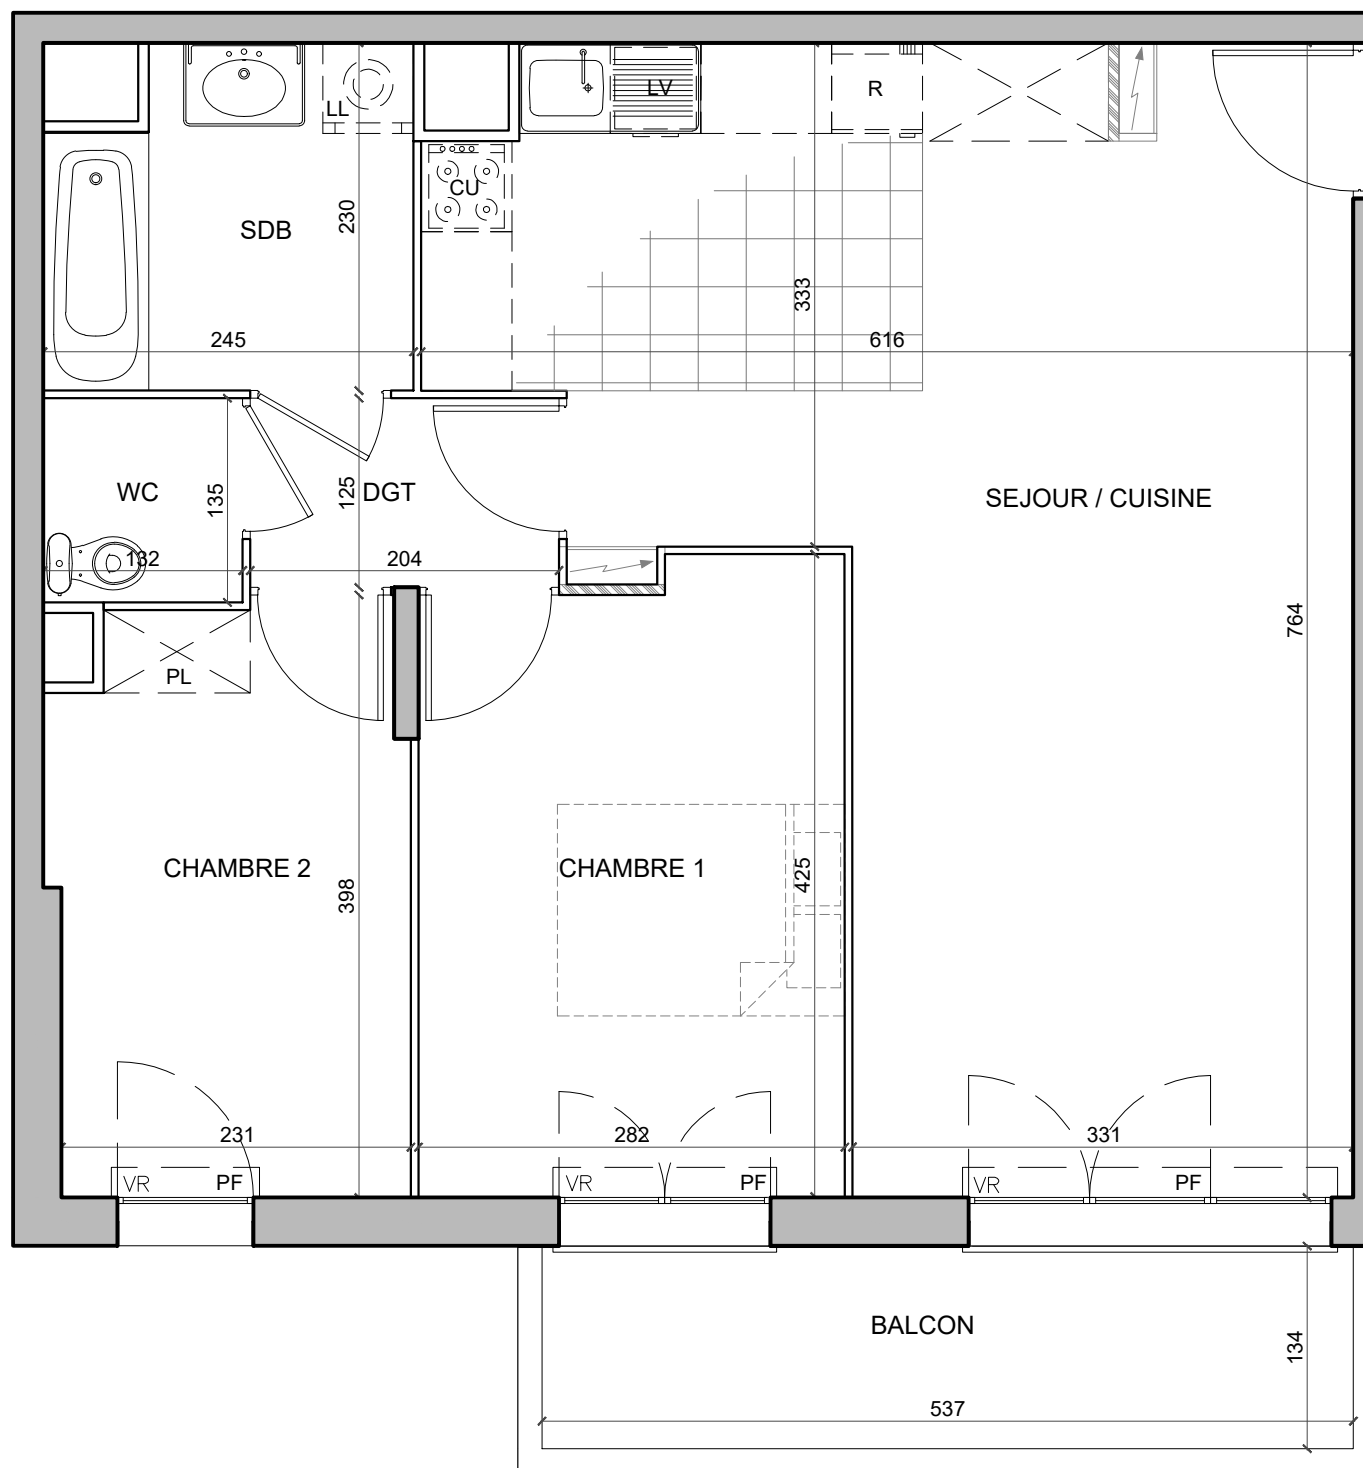 LL
LV
R
CU
SDB
230
333
245
616
WC
135
125
DGT
SEJOUR / CUISINE
132
204
764
PL
CHAMBRE 2
398
CHAMBRE 1
425
231
282
331
VR
PF
VR
PF
VR
PF
BALCON
134
537